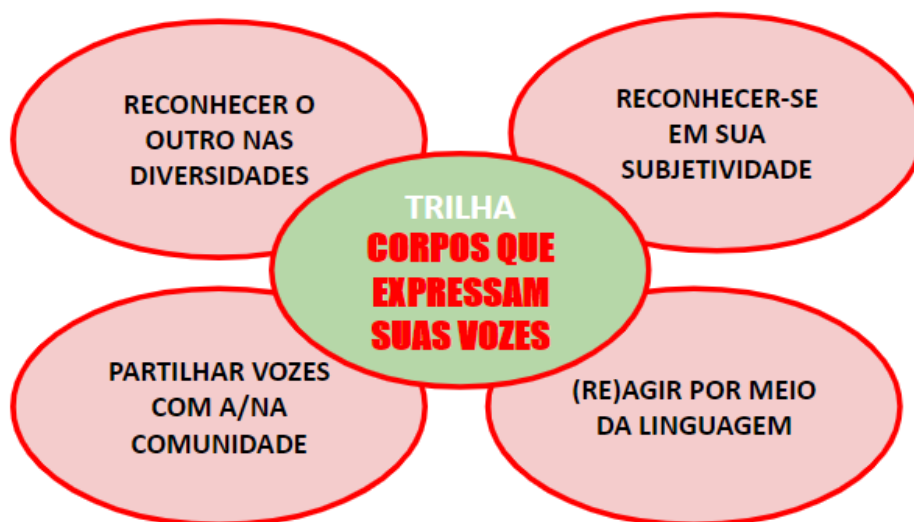 RECONHECER O
OUTRO NAS
DIVERSIDADES
RECONHECER-SE
EM SUA
SUBJETIVIDADE
TRILHA
CORPOS QUE
EXPRESSAM
SUAS VOZES
PARTILHAR VOZES
COM A/NA
COMUNIDADE
(RE)AGIR POR MEIO
DA LINGUAGEM